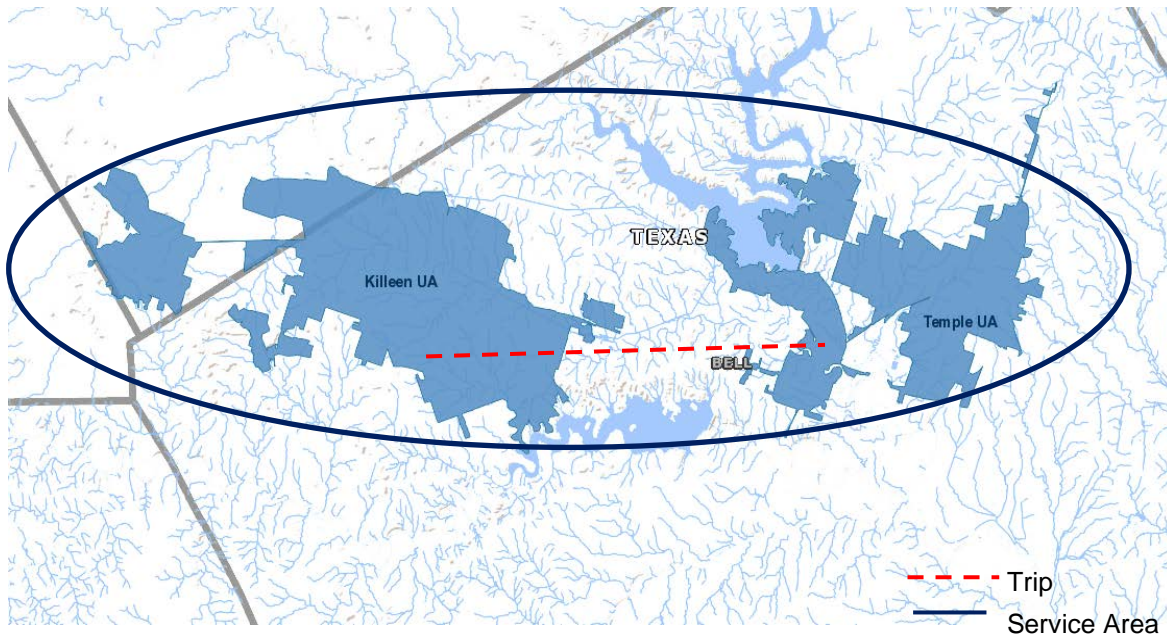 TEXAS
Killeen UA
Temple UA
BELL
Trip
Service Area